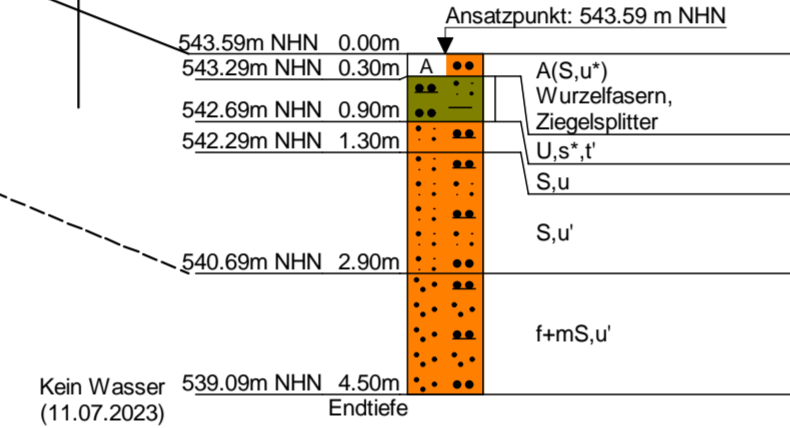 Ansatzpunkt: 543.59 m NHN
543.59m NHN 0.00m
543.29m NHN 0.30m
A
A(S,u*)
Wurzelfasern,
Ziegelsplitter
542.69m NHN 0.90m
U,s*,t'
542.29m NHN 1.30m
S,u
S,u'
540.69m NHN 2.90m
f+mS,u'
539.09m NHN 4.50m
Endtiefe
Kein Wasser
(11.07.2023)